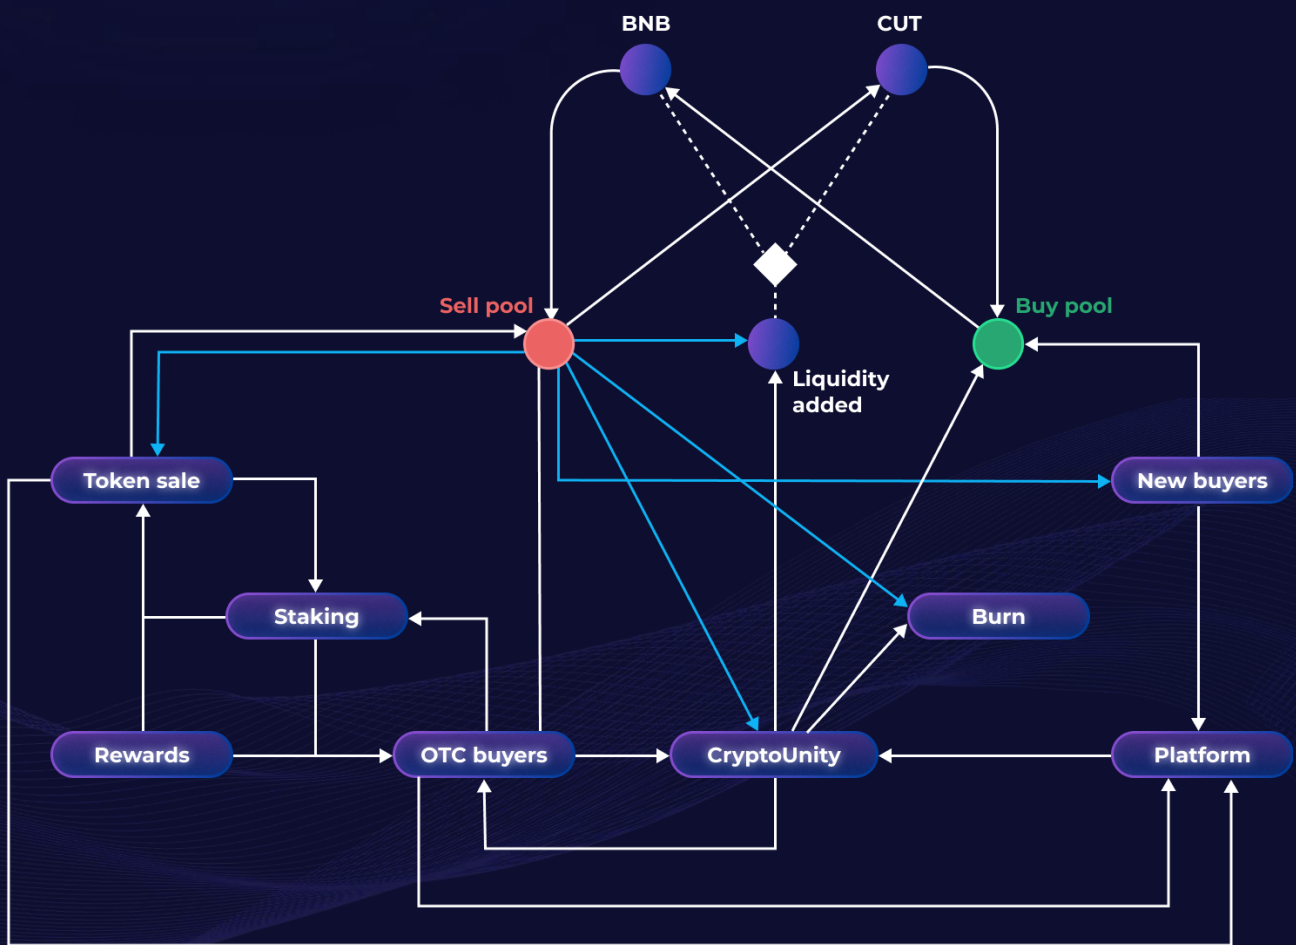 BNB
CUT
Sell pool
Buy pool
Liquidity
added
Token sale
New buyers
Staking
Burn
Rewards
OTC buyers
CryptoUnity
Platform